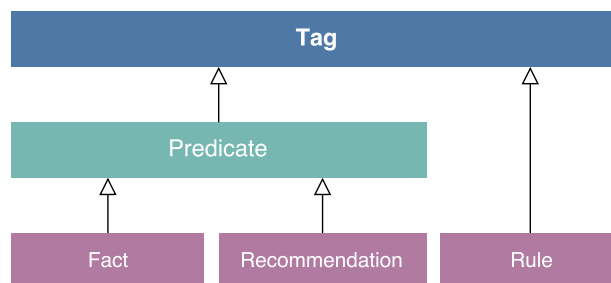 Tag
Predicate
Fact
Recommendation
Rule